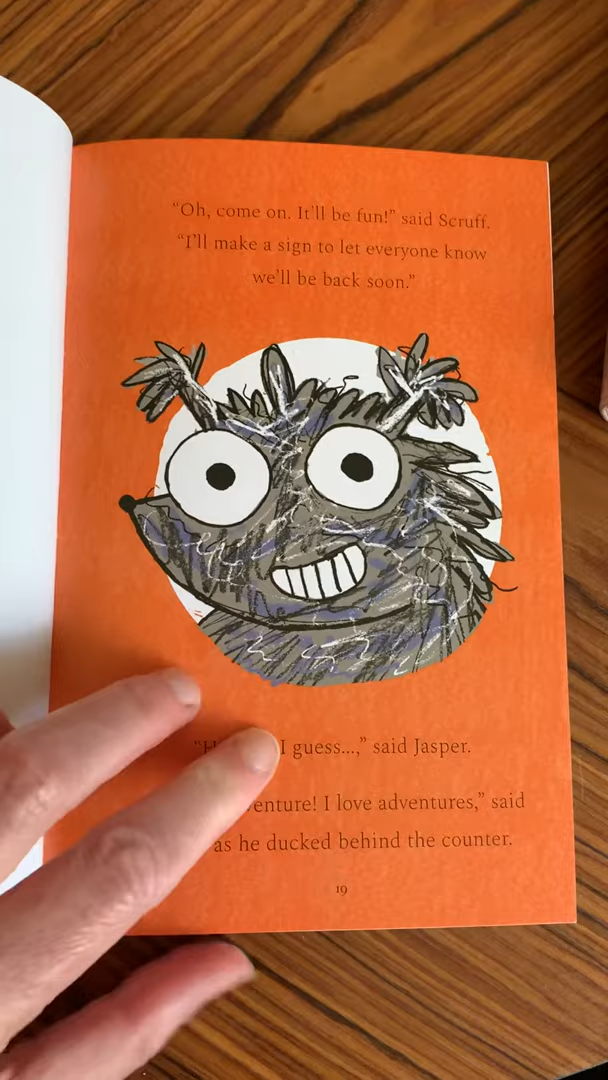 “Oh, come on. It’ll be fun!” said Scruff.
“I’ll make a sign to let everyone know
we’ll be back soon.”
I guess...,” said Jasper.
I love adventures,” said
as he ducked behind the counter.
19